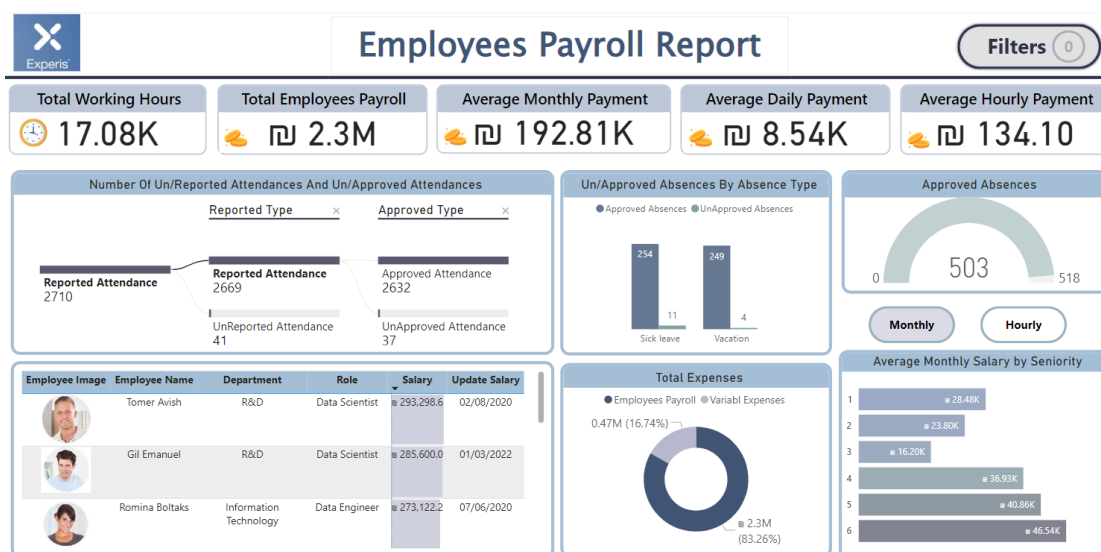 Experis
Employees Payroll Report
Filters 0
Total Working Hours
17.08K
Total Employees Payroll
₪ 2.3M
Average Monthly Payment
₪ 192.81K
Average Daily Payment
₪ 8.54K
Average Hourly Payment
₪ 134.10
Number Of Un/Reported Attendances And Un/Approved Attendances
Reported Type ×
Approved Type ×
Reported Attendance
2710
Reported Attendance
2669
UnReported Attendance
41
Approved Attendance
2632
UnApproved Attendance
37
Un/Approved Absences By Absence Type
Approved Absences UnApproved Absences
254
11
249
4
Sick leave
Vacation
Approved Absences
0
503
518
Monthly
Hourly
Employee Image Employee Name Department Role Salary Update Salary
Tomer Avish R&D Data Scientist ₪ 293,298.6 02/08/2020
Gil Emanuel R&D Data Scientist ₪ 285,600.0 01/03/2022
Romina Boltaks Information Data Engineer ₪ 273,122.2 07/06/2020
Technology
Total Expenses
Employees Payroll Variabl Expenses
0.47M (16.74%)
₪ 2.3M
(83.26%)
Average Monthly Salary by Seniority
1 ₪ 28.48K
2 ₪ 23.80K
3 ₪ 16.20K
4 ₪ 36.93K
5 ₪ 40.86K
6 ₪ 46.54K